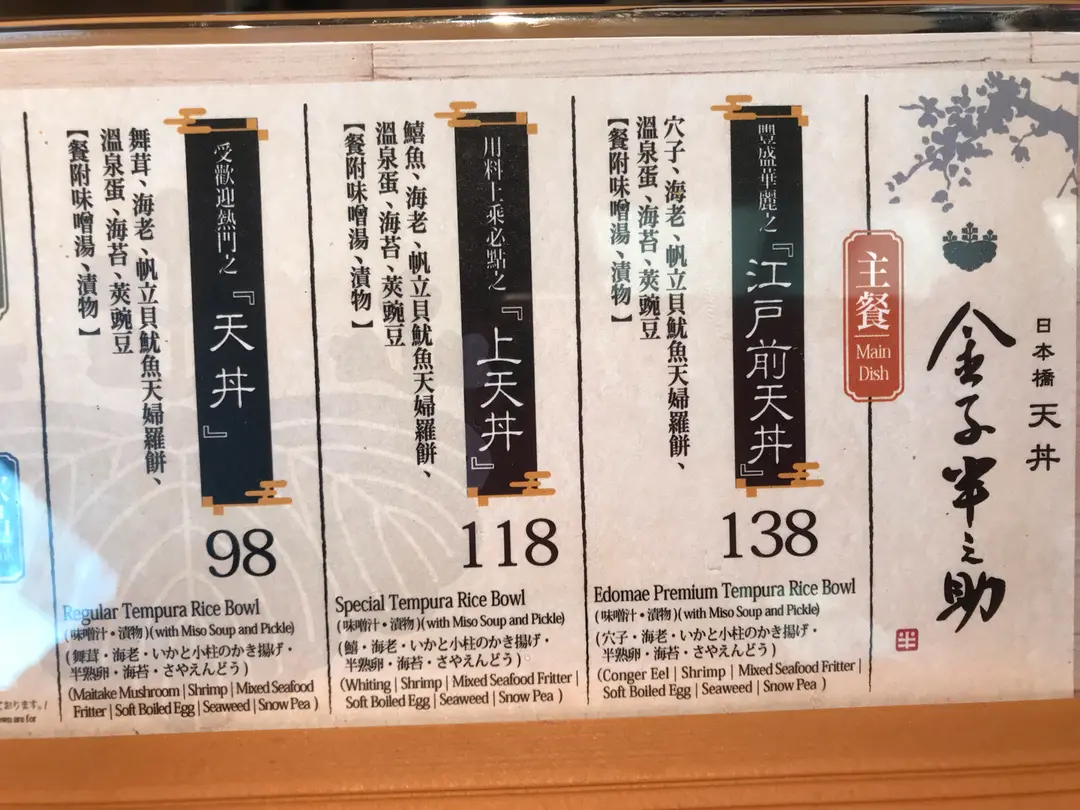 日本橋 天丼
金子半之助
半
主餐
Main
Dish
豐盛華麗之『江戸前天丼』
穴子、海老、帆立貝魷魚天婦羅餅、
溫泉蛋、海苔、莢豌豆
【餐附味噌湯、漬物】
138
Edomae Premium Tempura Rice Bowl
(味噌汁・漬物)(with Miso Soup and Pickle)
(穴子・海老・いかと小柱のかき揚げ・
半熟卵・海苔・さやえんどう)
(Conger Eel | Shrimp | Mixed Seafood Fritter |
Soft Boiled Egg | Seaweed | Snow Pea )
用料上乘必點之『上天丼』
鱚魚、海老、帆立貝魷魚天婦羅餅、
溫泉蛋、海苔、莢豌豆
【餐附味噌湯、漬物】
118
Special Tempura Rice Bowl
(味噌汁・漬物)(with Miso Soup and Pickle)
(鱚・海老・いかと小柱のかき揚げ・
半熟卵・海苔・さやえんどう)
(Whiting | Shrimp | Mixed Seafood Fritter |
Soft Boiled Egg | Seaweed | Snow Pea )
受歡迎熱門之『天丼』
舞茸、海老、帆立貝魷魚天婦羅餅、
溫泉蛋、海苔、莢豌豆
【餐附味噌湯、漬物】
98
Regular Tempura Rice Bowl
(味噌汁・漬物)(with Miso Soup and Pickle)
(舞茸・海老・いかと小柱のかき揚げ・
半熟卵・海苔・さやえんどう)
(Maitake Mushroom | Shrimp | Mixed Seafood
Fritter | Soft Boiled Egg | Seaweed | Snow Pea )
ております。/
own are for